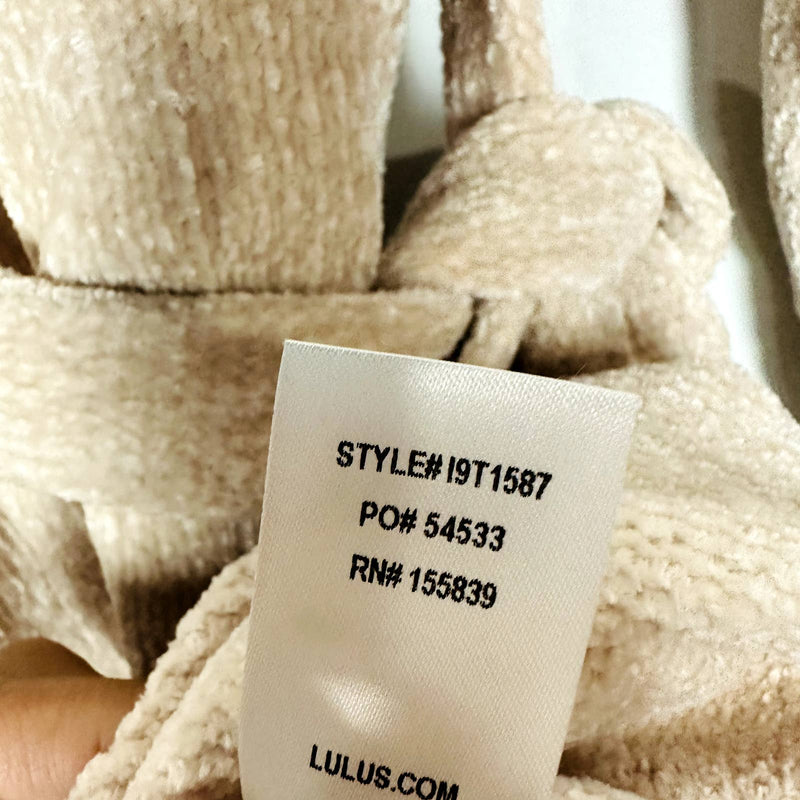 STYLE# I9T1587
PO# 54533
RN# 155839
LULUS.COM